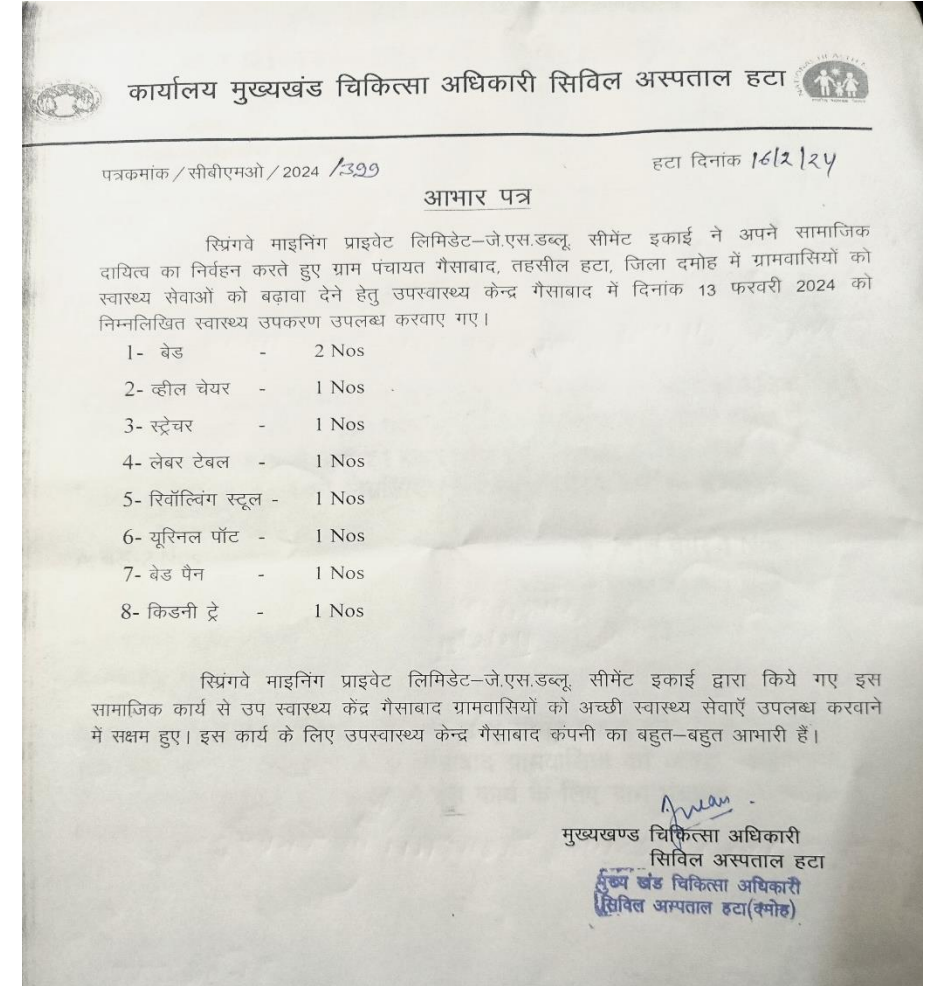 कार्यालय मुख्यखंड चिकित्सा अधिकारी सिविल अस्पताल हटा
पत्रकमांक / सीबीएमओ / 2024 /399
हटा दिनांक 16/2/24
आभार पत्र
स्प्रिंगवे माइनिंग प्राइवेट लिमिडेट–जे.एस.डब्लू. सीमेंट इकाई ने अपने सामाजिक
दायित्व का निर्वहन करते हुए ग्राम पंचायत गैसाबाद, तहसील हटा, जिला दमोह में ग्रामवासियों को
स्वास्थ्य सेवाओं को बढ़ावा देने हेतु उपस्वास्थ्य केन्द्र गैसाबाद में दिनांक 13 फरवरी 2024 को
निम्नलिखित स्वास्थ्य उपकरण उपलब्ध करवाए गए।
1- बेड - 2 Nos
2- व्हील चेयर - 1 Nos
3- स्ट्रेचर - 1 Nos
4- लेबर टेबल - 1 Nos
5- रिवॉल्विंग स्टूल - 1 Nos
6- यूरिनल पॉट - 1 Nos
7- बेड पैन - 1 Nos
8- किडनी ट्रे - 1 Nos
स्प्रिंगवे माइनिंग प्राइवेट लिमिडेट–जे.एस.डब्लू. सीमेंट इकाई द्वारा किये गए इस
सामाजिक कार्य से उप स्वास्थ्य केंद्र गैसाबाद ग्रामवासियों को अच्छी स्वास्थ्य सेवाऍ उपलब्ध करवाने
में सक्षम हुए। इस कार्य के लिए उपस्वास्थ्य केन्द्र गैसाबाद कंपनी का बहुत–बहुत आभारी हैं।
मुख्यखण्ड चिकित्सा अधिकारी
सिविल अस्पताल हटा
मुख्य खंड चिकित्सा अधिकारी
सिविल अस्पताल हटा(दमोह)